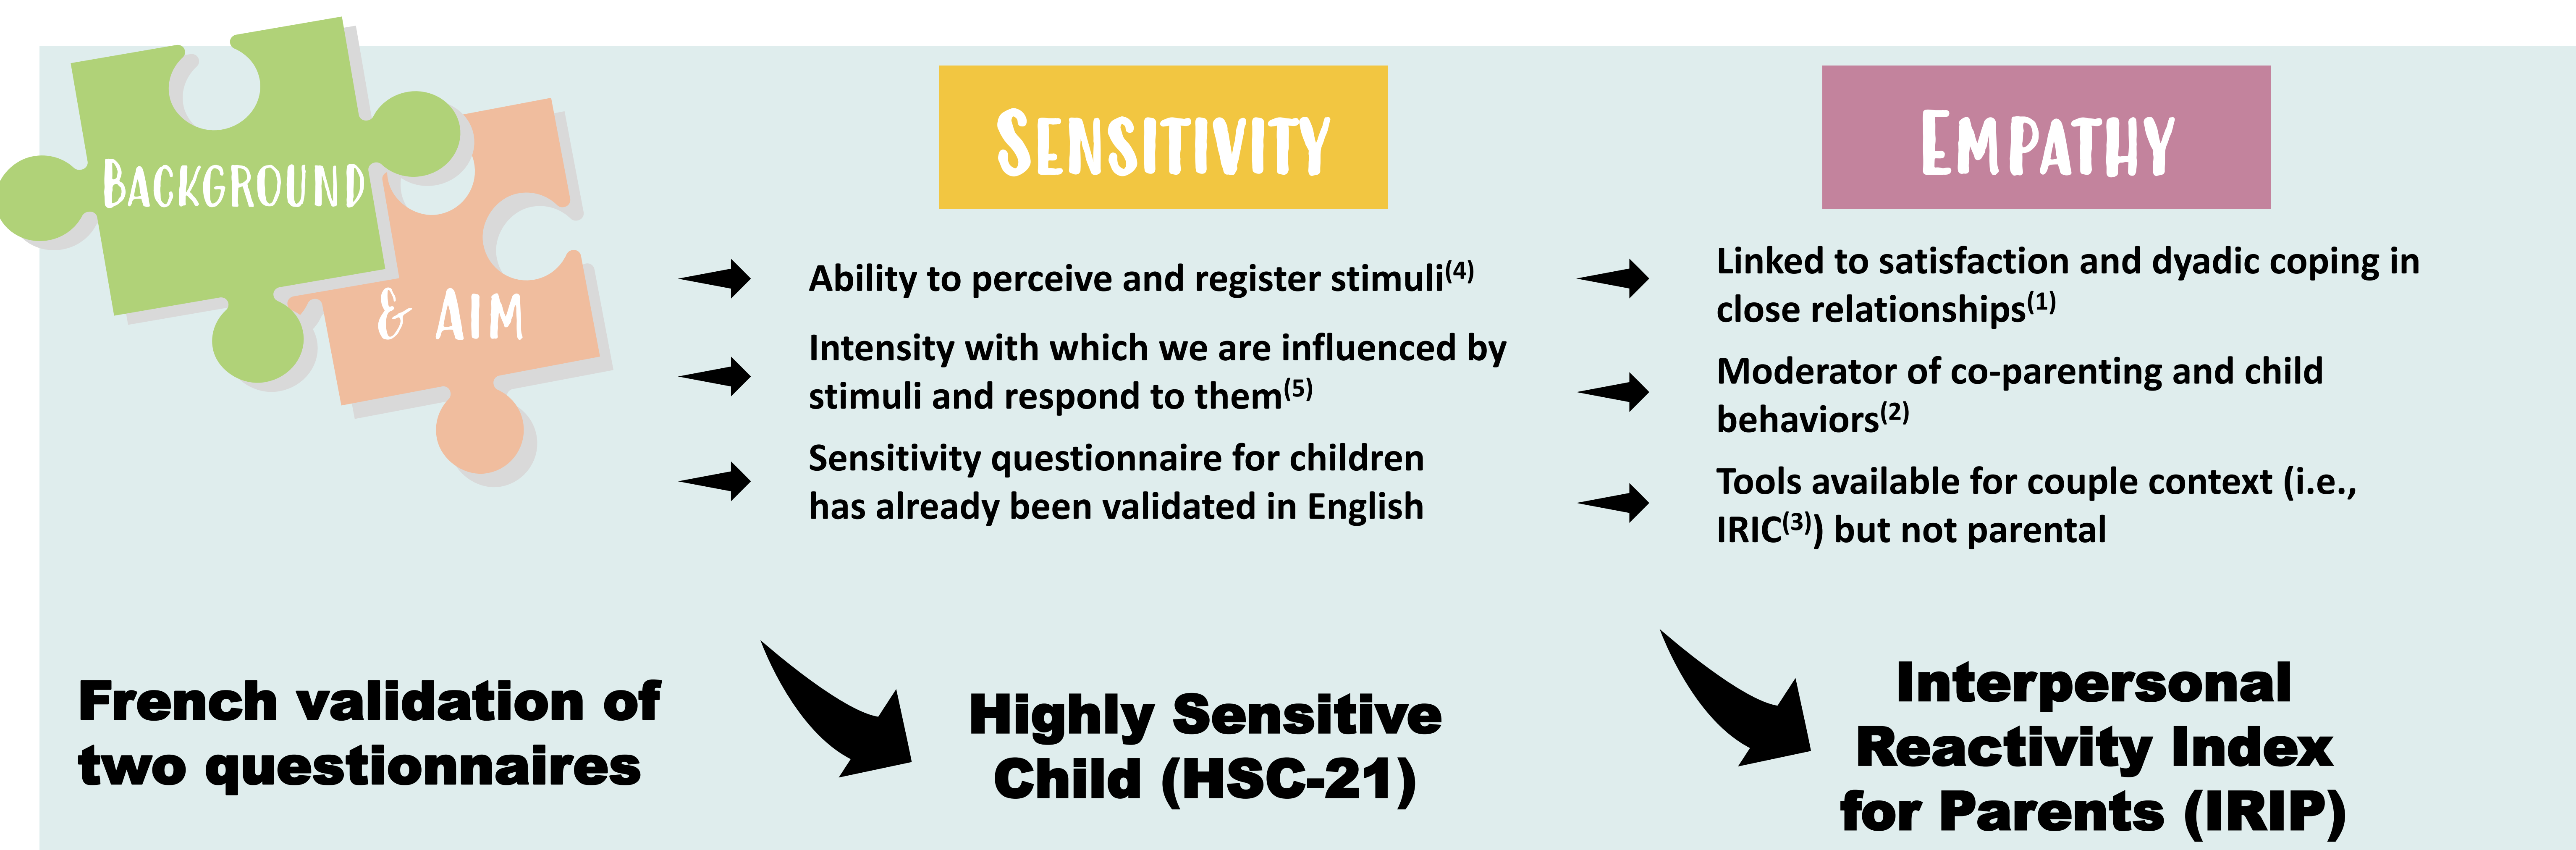 BACKGROUND
& AIM
SENSITIVITY
Ability to perceive and register stimuli(4)
Intensity with which we are influenced by
stimuli and respond to them(5)
Sensitivity questionnaire for children
has already been validated in English
EMPATHY
Linked to satisfaction and dyadic coping in
close relationships(1)
Moderator of co-parenting and child
behaviors(2)
Tools available for couple context (i.e.,
IRIC(3)) but not parental
French validation of
two questionnaires
Highly Sensitive
Child (HSC-21)
Interpersonal
Reactivity Index
for Parents (IRIP)